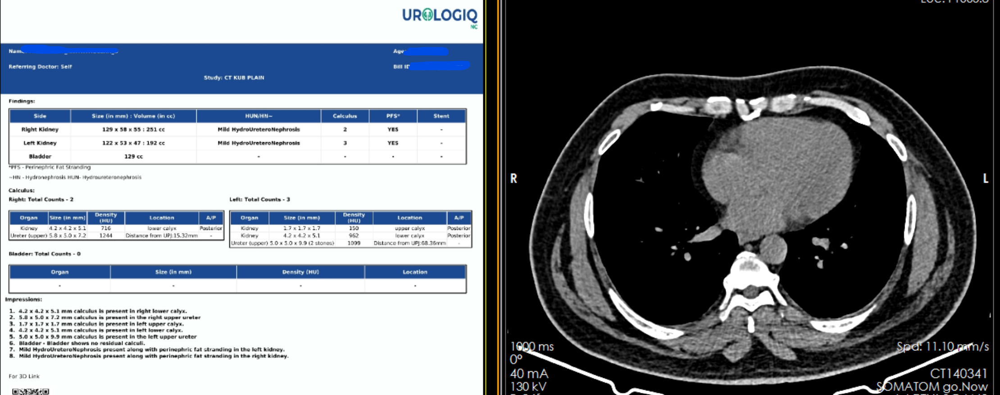 UROLOGIQ
NC
Name:
Age:
Referring Doctor: Self
Bill ID
Study: CT KUB PLAIN
Findings:
Side Size (in mm) : Volume (in cc) HUN/HN~ Calculus PFS* Stent
Right Kidney 129 x 58 x 55 : 251 cc Mild HydroUreteroNephrosis 2 YES -
Left Kidney 122 x 53 x 47 : 192 cc Mild HydroUreteroNephrosis 3 YES -
Bladder 129 cc - - - -
*PFS - Perinephric Fat Stranding
~HN - Hydronephrosis HUN- Hydroureteronephrosis
Calculus:
Right: Total Counts - 2
Organ Size (in mm) Density (HU) Location A/P
Kidney 4.2 x 4.2 x 5.1 716 lower calyx Posterior
Ureter (upper) 5.8 x 5.0 x 7.2 1244 Distance from UPJ:15.32mm -
Left: Total Counts - 3
Organ Size (in mm) Density (HU) Location A/P
Kidney 1.7 x 1.7 x 1.7 150 upper calyx Posterior
Kidney 4.2 x 4.2 x 5.1 962 lower calyx Posterior
Ureter (upper) 5.0 x 5.0 x 9.9 (2 stones) 1099 Distance from UPJ:68.36mm -
Bladder: Total Counts - 0
Organ Size (in mm) Density (HU) Location
- - - -
Impressions:
1. 4.2 x 4.2 x 5.1 mm calculus is present in right lower calyx.
2. 5.8 x 5.0 x 7.2 mm calculus is present in the right upper ureter
3. 1.7 x 1.7 x 1.7 mm calculus is present in left upper calyx.
4. 4.2 x 4.2 x 5.1 mm calculus is present in left lower calyx.
5. 5.0 x 5.0 x 9.9 mm calculus is present in the left upper ureter
6. Bladder - Bladder shows no residual calculi.
7. Mild HydroUreteroNephrosis present along with perinephric fat stranding in the left kidney.
8. Mild HydroUreteroNephrosis present along with perinephric fat stranding in the right kidney.
For 3D Link
R
L
1000 ms
0°
40 mA
130 kV
Spd: 11.10 mm/s
CT140341
SOMATOM go.Now